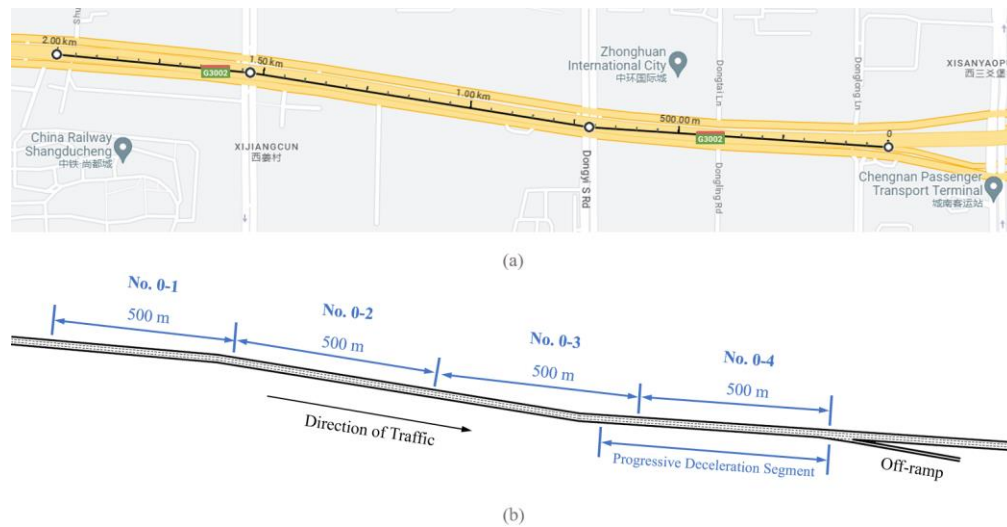 Shu
2.00 km
G3002
1.50 km
Zhonghuan
International City
中环国际城
Dongtai Ln
Donglong Ln
XISANYAOPU
西三爻堡
China Railway
Shangducheng
中铁·尚都城
XIJIANGCUN
西姜村
1.00 km
Dongyi S Rd
500.00 m
G3002
Dongling Rd
0
Chengnan Passenger
Transport Terminal
城南客运站
(a)
No. 0-1
500 m
No. 0-2
500 m
No. 0-3
500 m
No. 0-4
500 m
Direction of Traffic
Progressive Deceleration Segment
Off-ramp
(b)